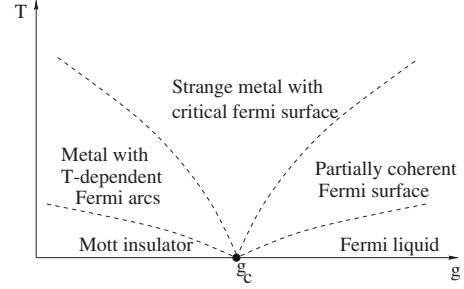 T
Strange metal with
critical fermi surface
Metal with
T-dependent
Fermi arcs
Partially coherent
Fermi surface
Mott insulator
Fermi liquid
g_c
g